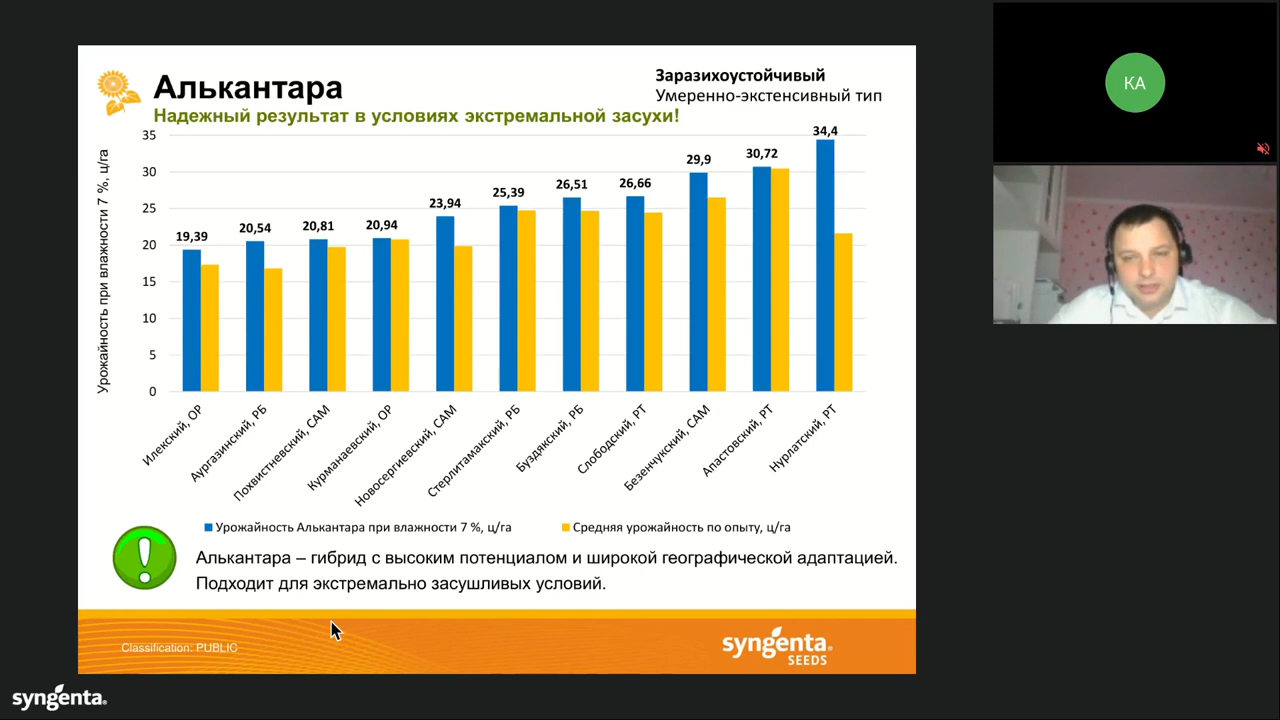 Алькантара
Заразихоустойчивый
Умеренно-экстенсивный тип
Надежный результат в условиях экстремальной засухи!
Урожайность при влажности 7 %, ц/га
35
30
25
20
15
10
5
0
19,39
20,54
20,81
20,94
23,94
25,39
26,51
26,66
29,9
30,72
34,4
Илекский, ОР
Аургазинский, РБ
Похвистневский, САМ
Курманаевский, ОР
Новосергиевский, САМ
Стерлитамакский, РБ
Буздякский, РБ
Слободский, РТ
Безенчукский, САМ
Апастовский, РТ
Нурлатский, РТ
Урожайность Алькантара при влажности 7 %, ц/га
Средняя урожайность по опыту, ц/га
Алькантара – гибрид с высоким потенциалом и широкой географической адаптацией.
Подходит для экстремально засушливых условий.
Classification: PUBLIC
syngenta®
SEEDS
syngenta®
КА